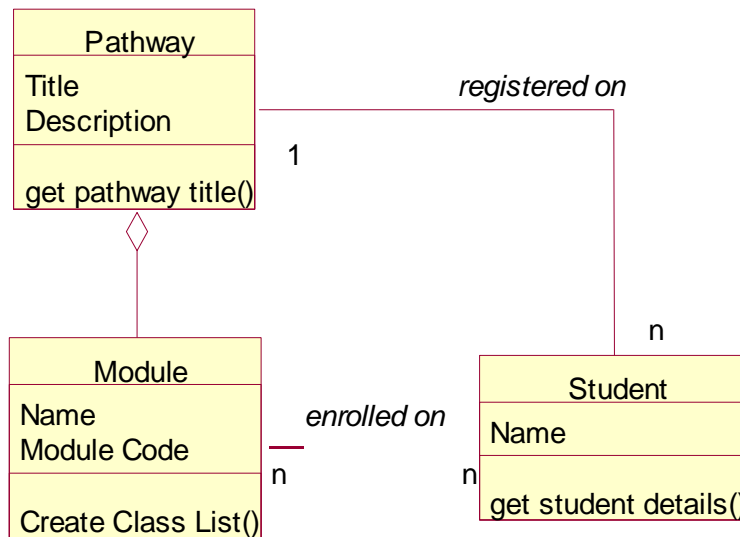 Pathway
Title
Description
get pathway title()
registered on
1
n
Module
Name
Module Code
Create Class List()
enrolled on
n
n
Student
Name
get student details()